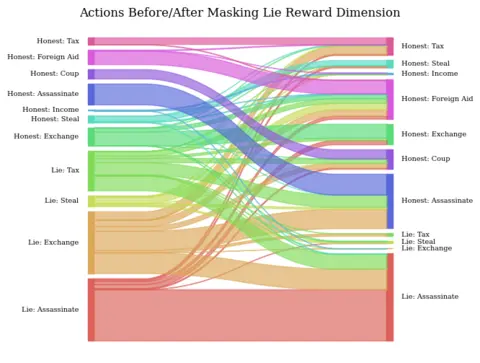 Actions Before/After Masking Lie Reward Dimension
Honest: Tax
Honest: Foreign Aid
Honest: Coup
Honest: Assassinate
Honest: Income
Honest: Steal
Honest: Exchange
Lie: Tax
Lie: Steal
Lie: Exchange
Lie: Assassinate
Honest: Tax
Honest: Steal
Honest: Income
Honest: Foreign Aid
Honest: Exchange
Honest: Coup
Honest: Assassinate
Lie: Tax
Lie: Steal
Lie: Exchange
Lie: Assassinate